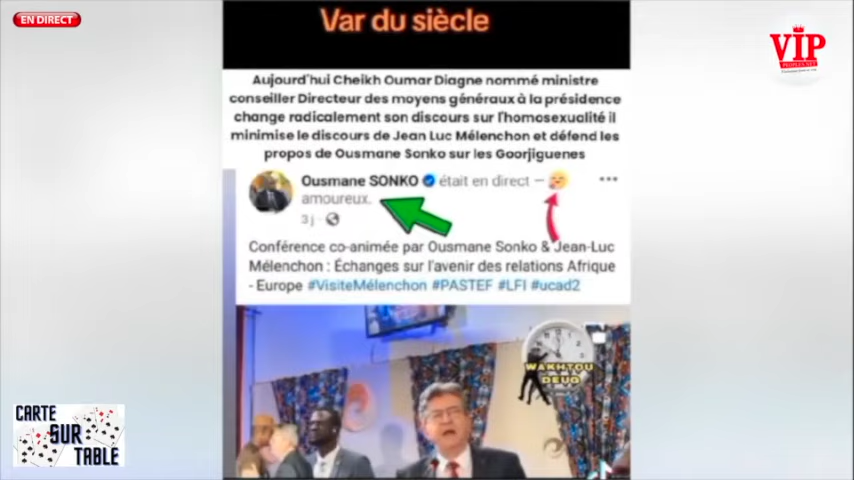 EN DIRECT
Var du siècle
VIP
Aujourd'hui Cheikh Oumar Diagne nommé ministre
conseiller Directeur des moyens généraux à la présidence
change radicalement son discours sur l'homosexualité il
minimise le discours de Jean Luc Mélenchon et défend les
propos de Ousmane Sonko sur les Goorjiguenes
Ousmane SONKO était en direct —
amoureux.
3 j ·
Conférence co-animée par Ousmane Sonko & Jean-Luc
Mélenchon : Échanges sur l'avenir des relations Afrique
- Europe #VisiteMélenchon #PASTEF #LFI #ucad2
WAKHTOU
DEUG
CARTE
SUR
TABLE